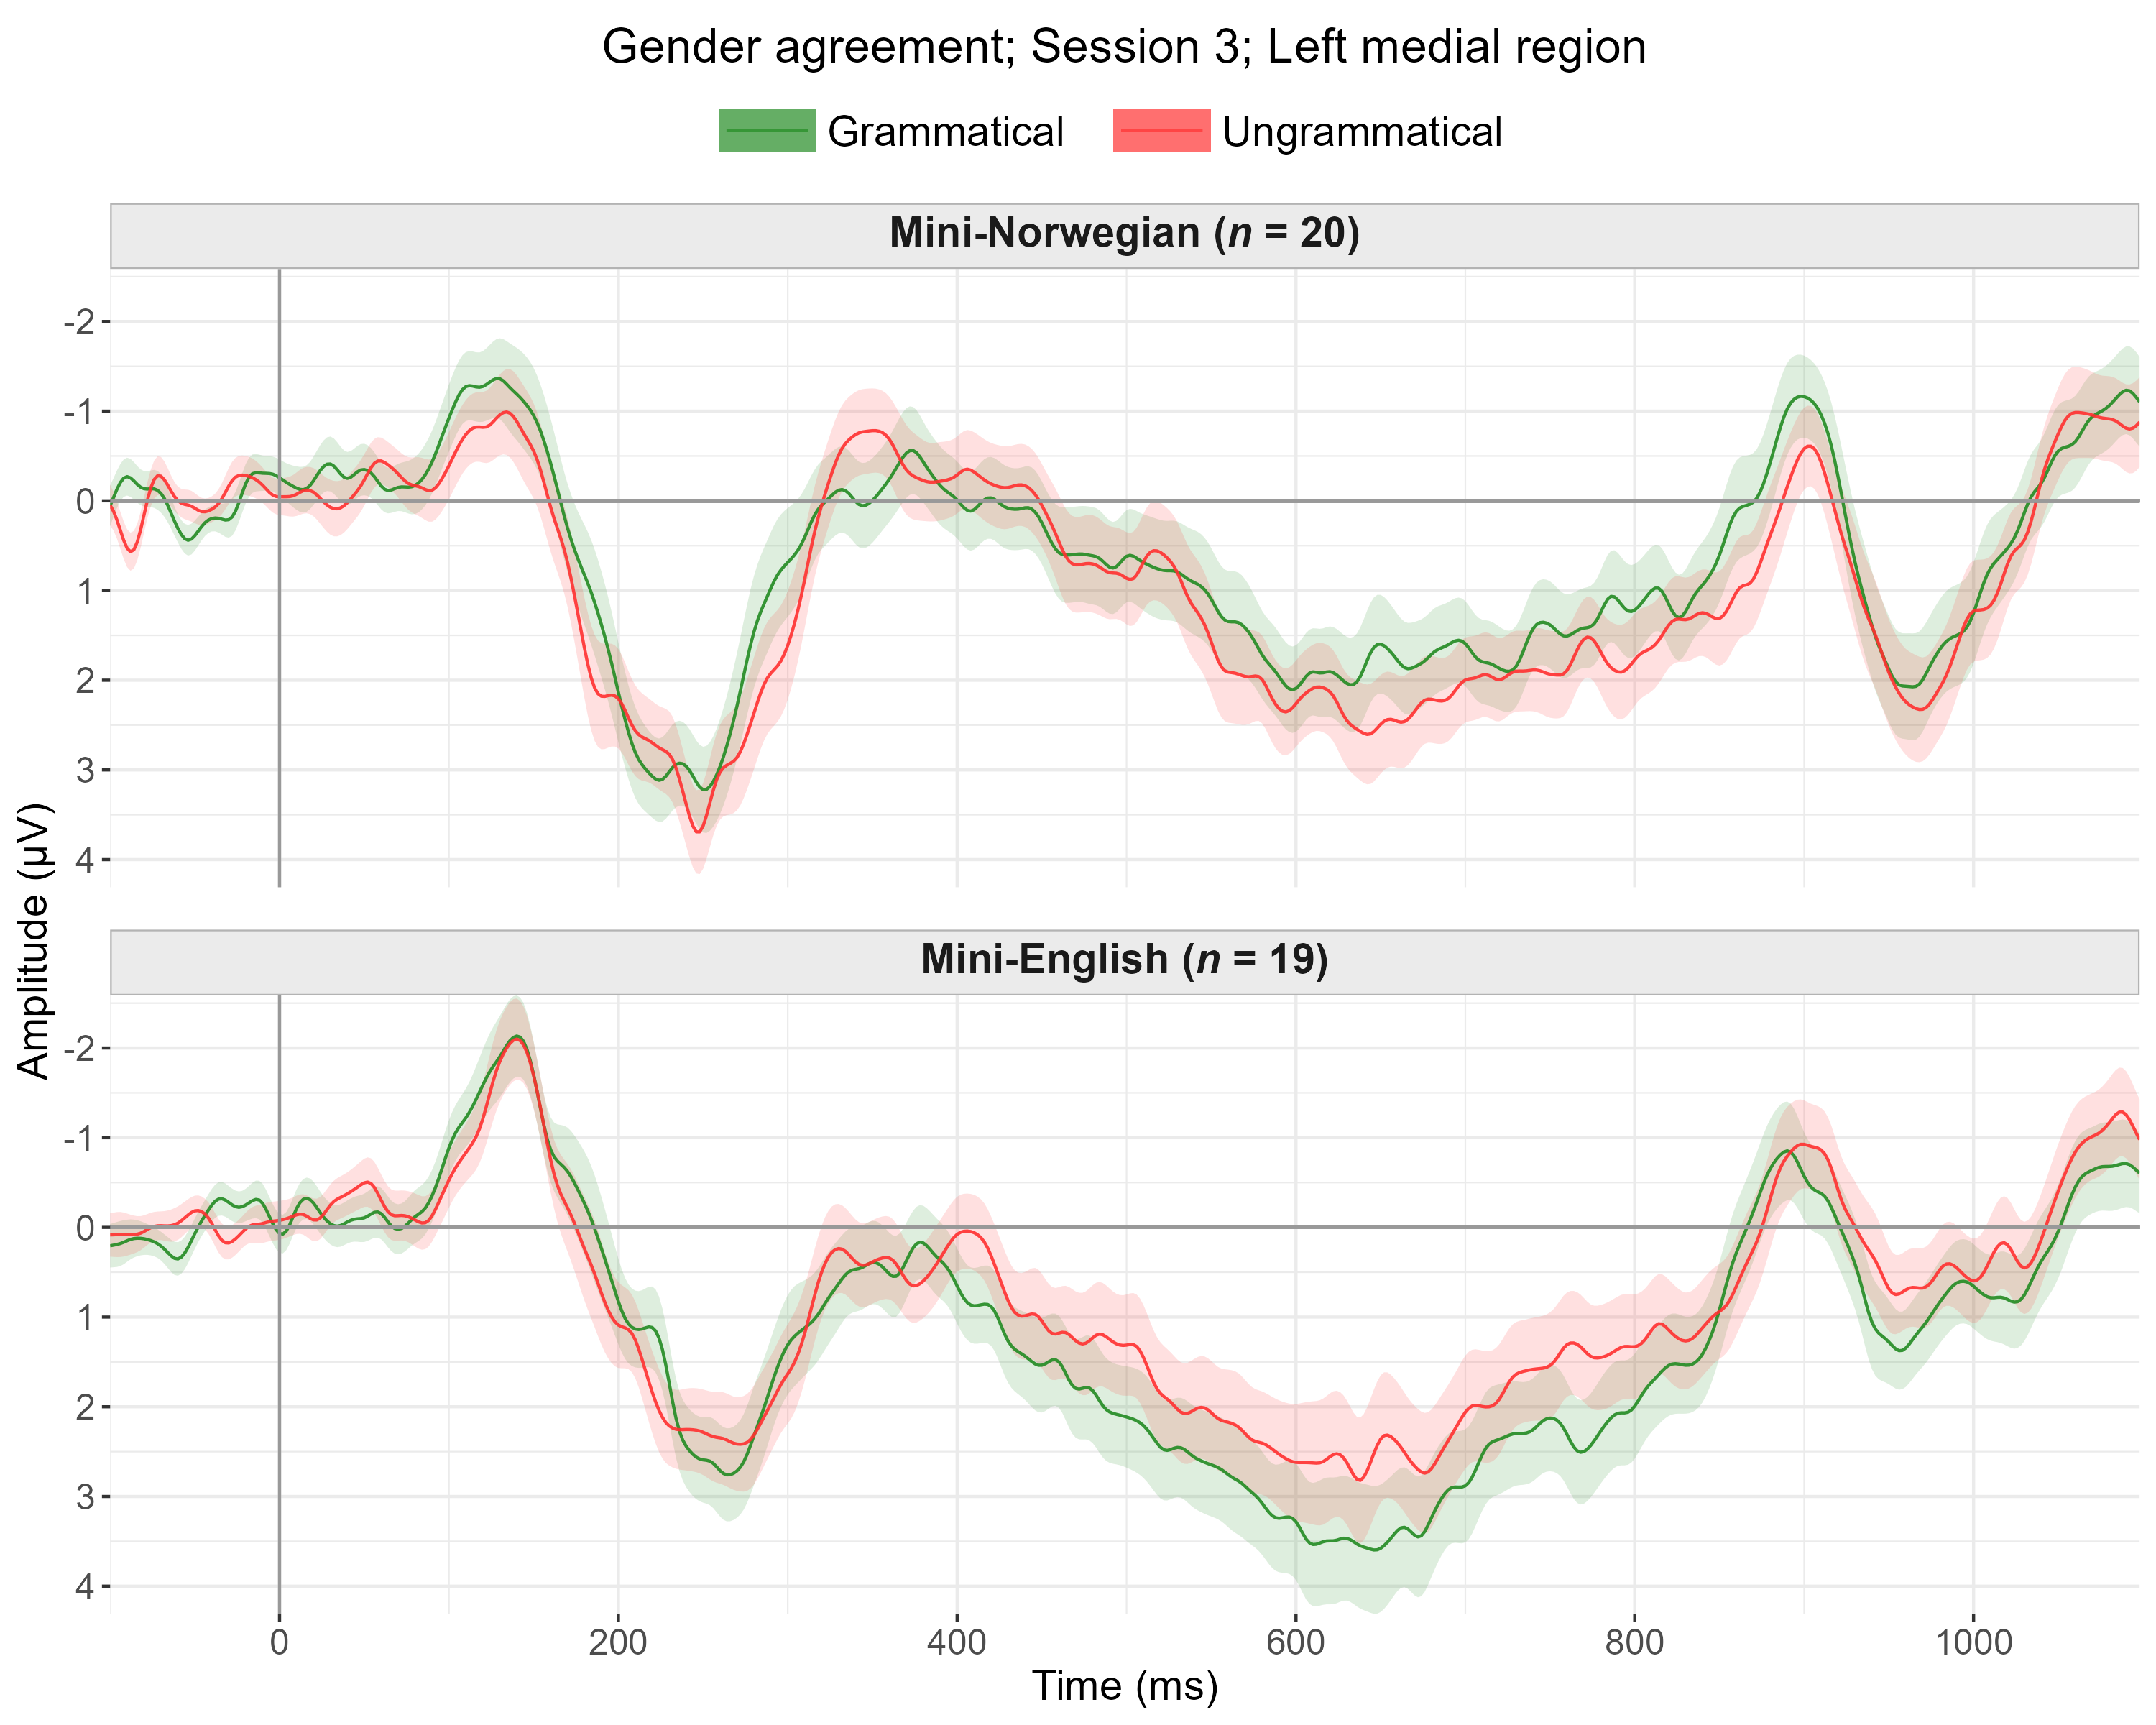 Gender agreement; Session 3; Left medial region
Grammatical Ungrammatical
Mini-Norwegian (n = 20)
-2
-1
0
1
2
3
4
Amplitude (µV)
Mini-English (n = 19)
-2
-1
0
1
2
3
4
0 200 400 600 800 1000
Time (ms)